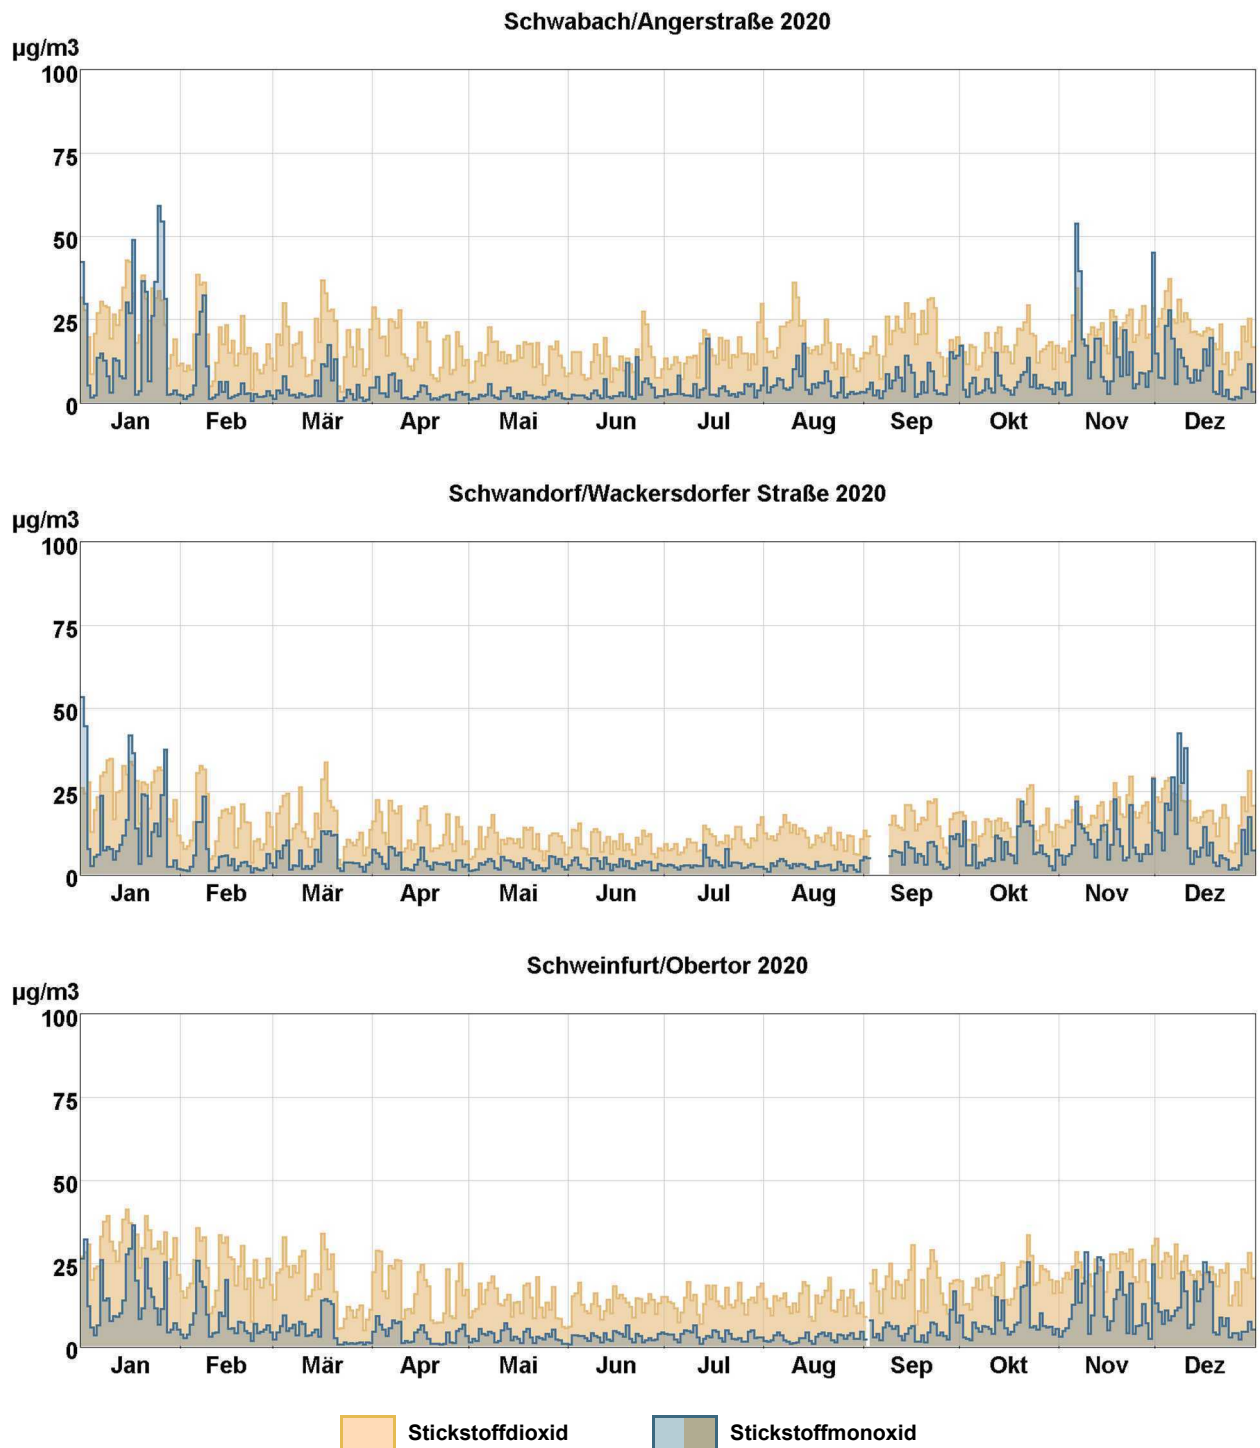 Schwabach/Angerstraße 2020
µg/m3
100
75
50
25
0
Jan Feb Mär Apr Mai Jun Jul Aug Sep Okt Nov Dez
Schwandorf/Wackersdorfer Straße 2020
µg/m3
100
75
50
25
0
Jan Feb Mär Apr Mai Jun Jul Aug Sep Okt Nov Dez
Schweinfurt/Obertor 2020
µg/m3
100
75
50
25
0
Jan Feb Mär Apr Mai Jun Jul Aug Sep Okt Nov Dez
Stickstoffdioxid Stickstoffmonoxid